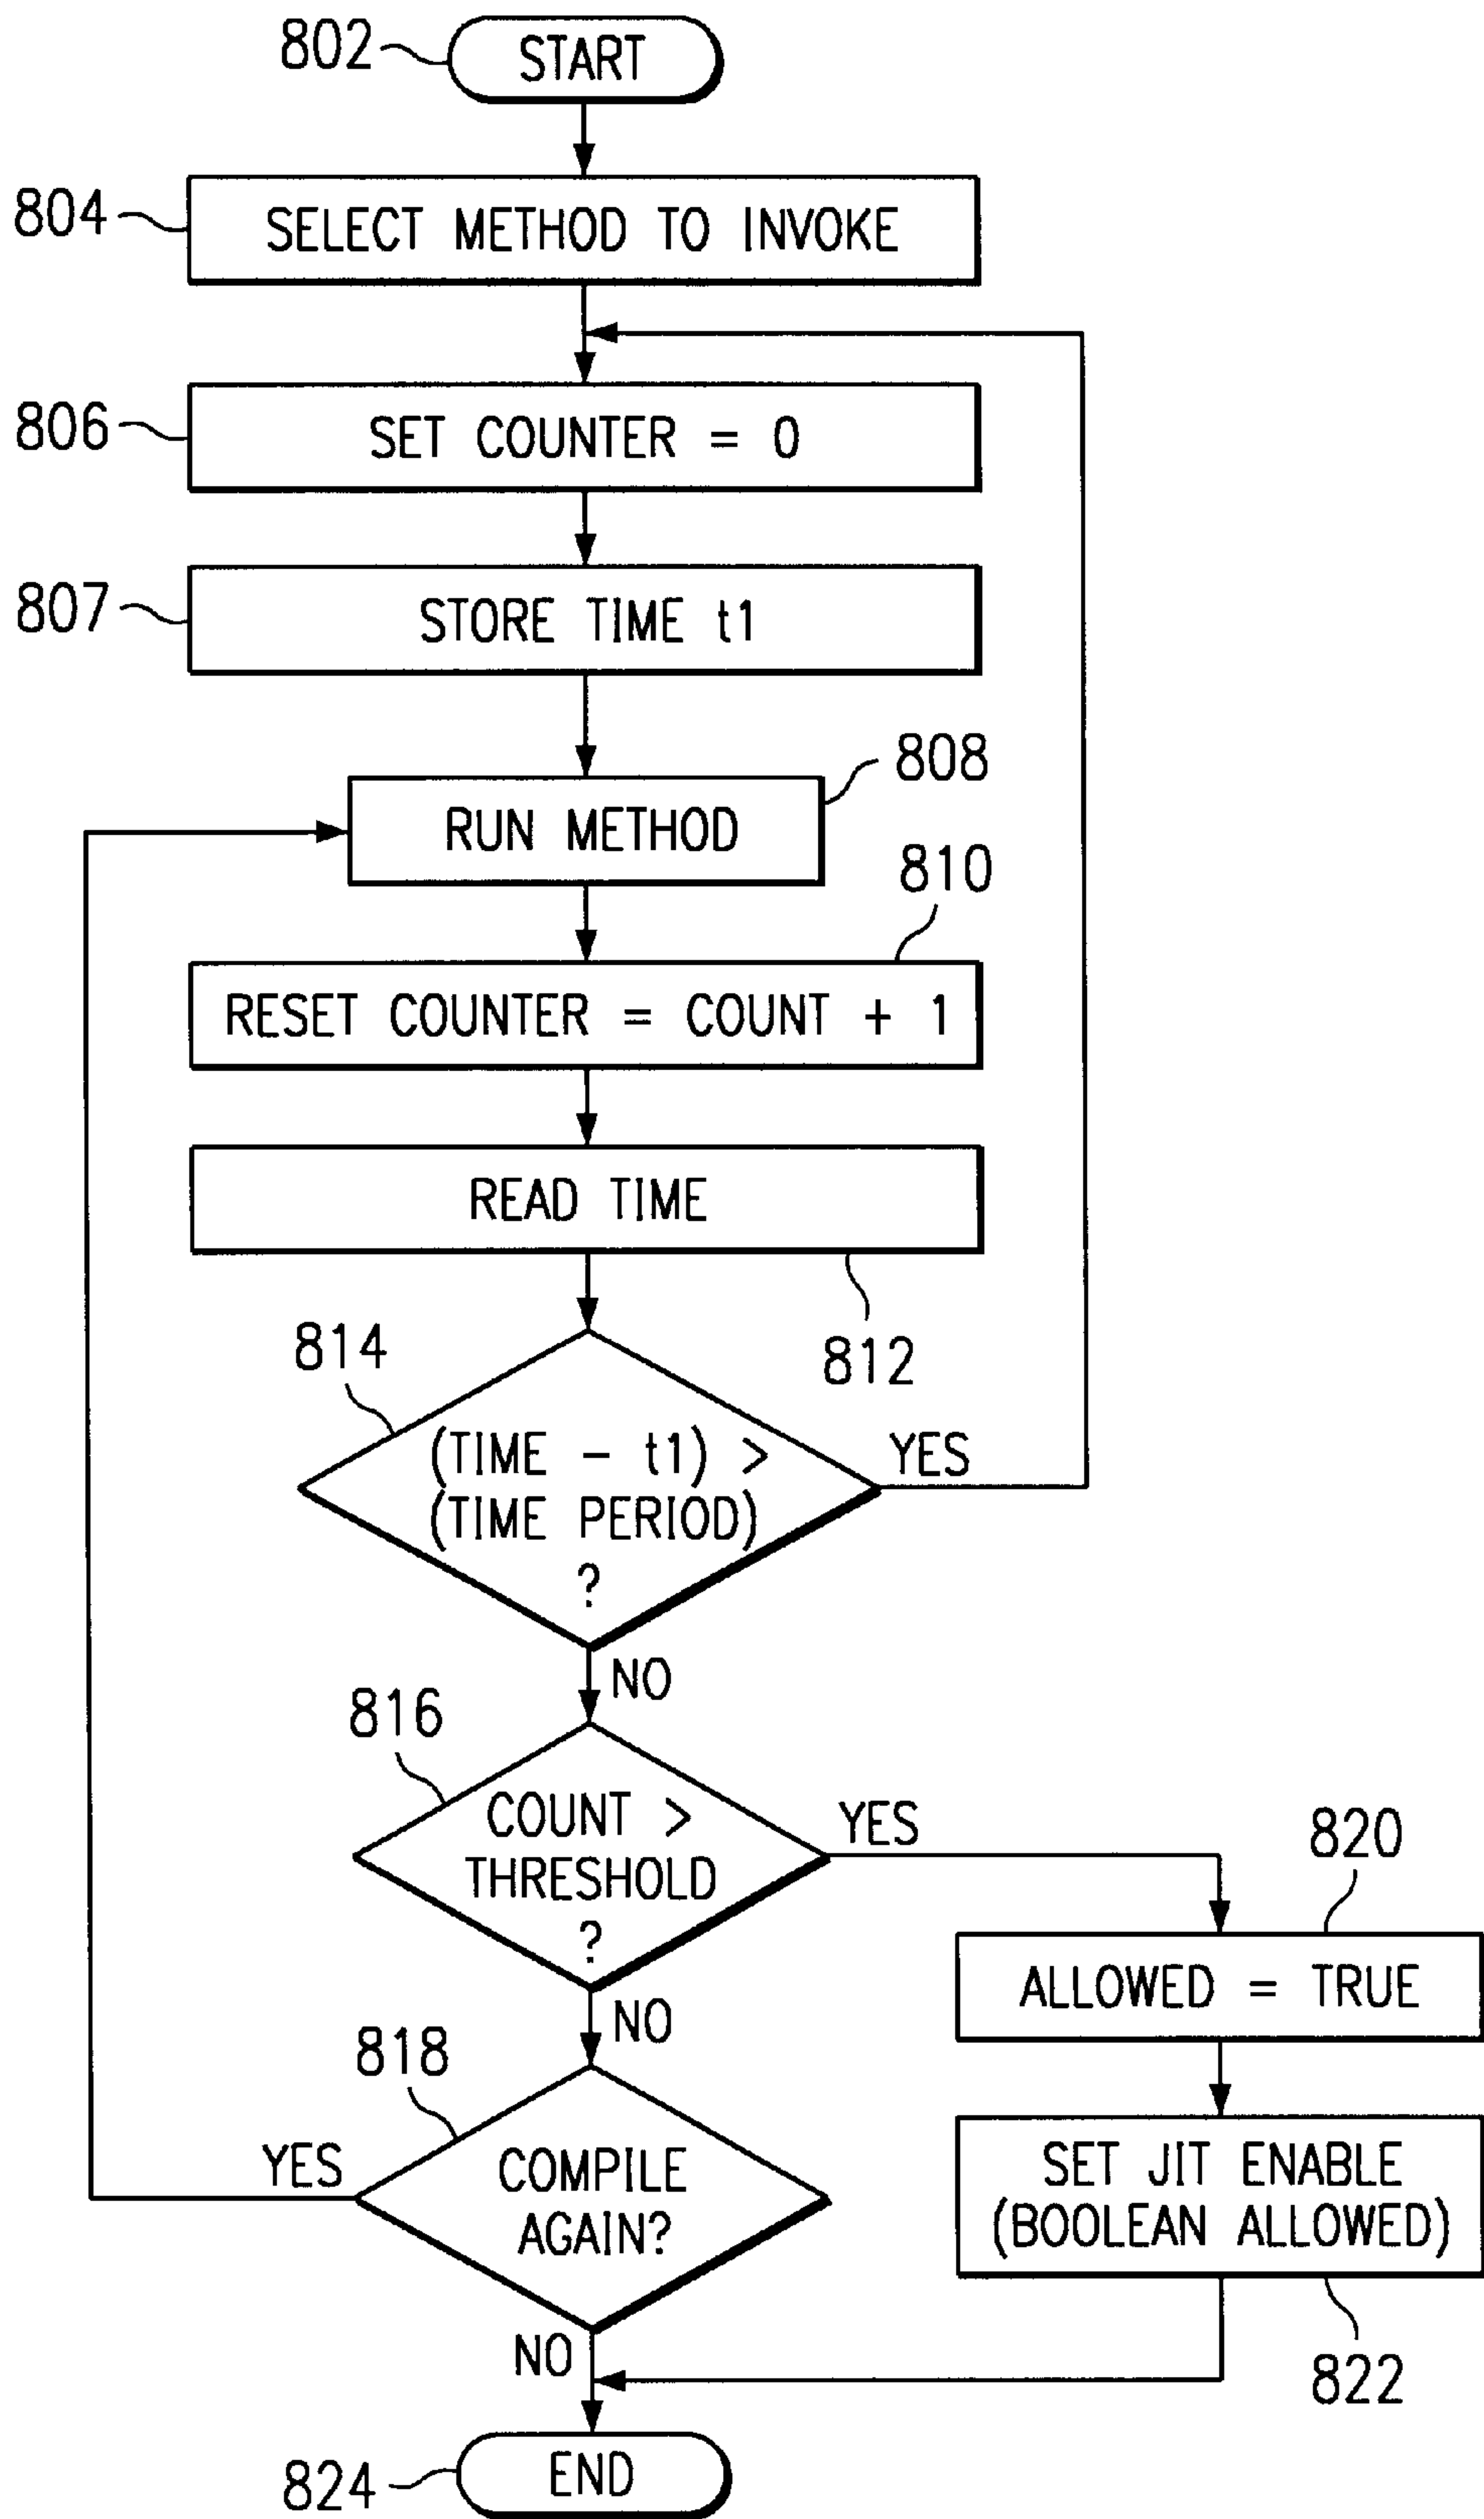 802
START
804
SELECT METHOD TO INVOKE
806
SET COUNTER = 0
807
STORE TIME t1
808
RUN METHOD
810
RESET COUNTER = COUNT + 1
READ TIME
812
814
(TIME - t1) >
(TIME PERIOD)
?
YES
NO
816
COUNT >
THRESHOLD
?
YES
820
ALLOWED = TRUE
NO
818
COMPILE
AGAIN?
YES
SET JIT ENABLE
(BOOLEAN ALLOWED)
822
NO
824
END